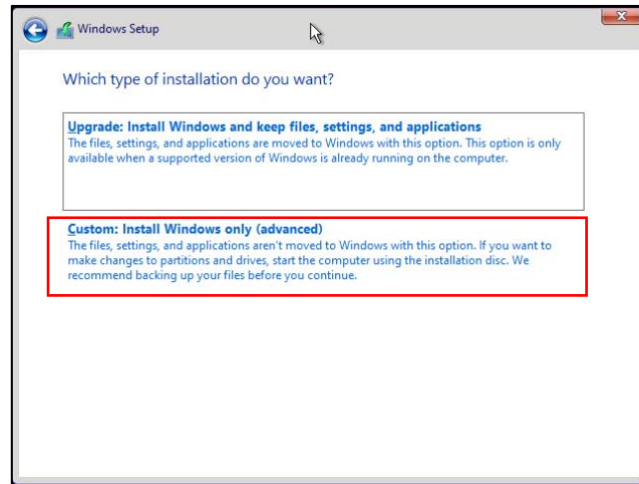 Windows Setup
Which type of installation do you want?
Upgrade: Install Windows and keep files, settings, and applications
The files, settings, and applications are moved to Windows with this option. This option is only
available when a supported version of Windows is already running on the computer.
Custom: Install Windows only (advanced)
The files, settings, and applications aren't moved to Windows with this option. If you want to
make changes to partitions and drives, start the computer using the installation disc. We
recommend backing up your files before you continue.